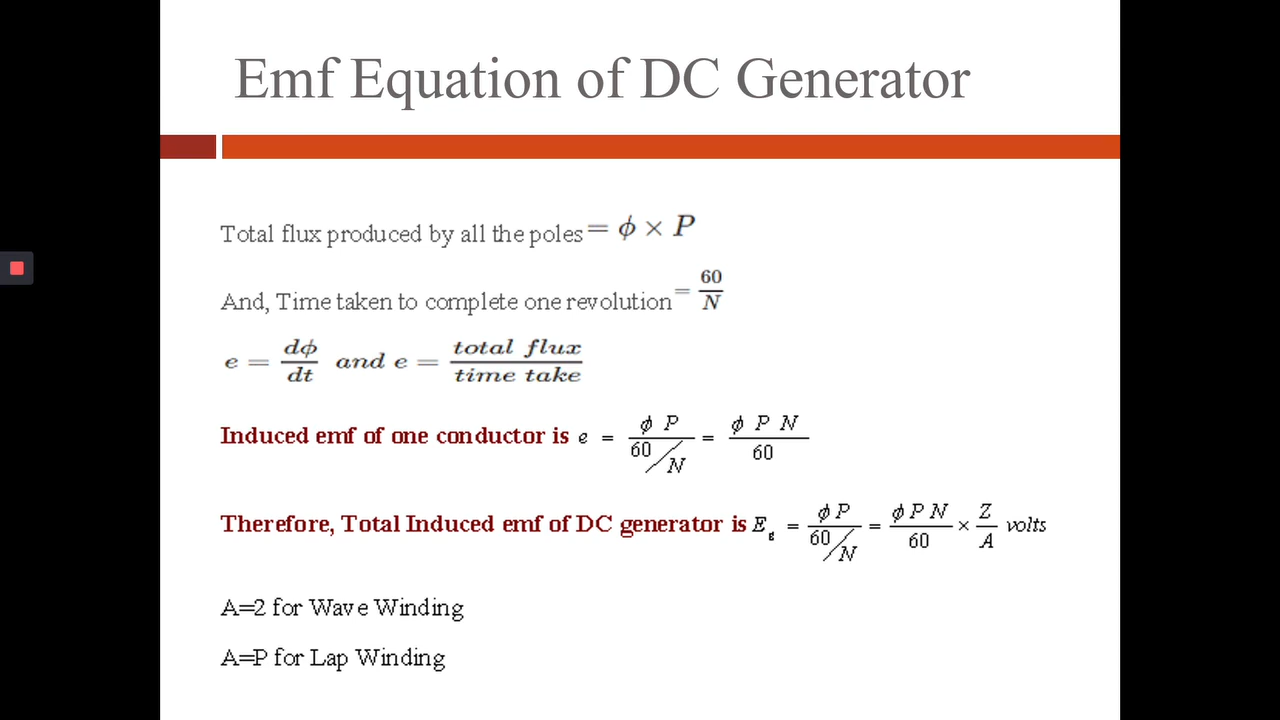 Emf Equation of DC Generator
Total flux produced by all the poles = ϕ × P
And, Time taken to complete one revolution = 60/N
e = dϕ/dt and e = total flux/time take
Induced emf of one conductor is e = ϕ P/(60/N) = ϕ P N/60
Therefore, Total Induced emf of DC generator is E_g = ϕ P/(60/N) = ϕ P N/60 × Z/A volts
A=2 for Wave Winding
A=P for Lap Winding